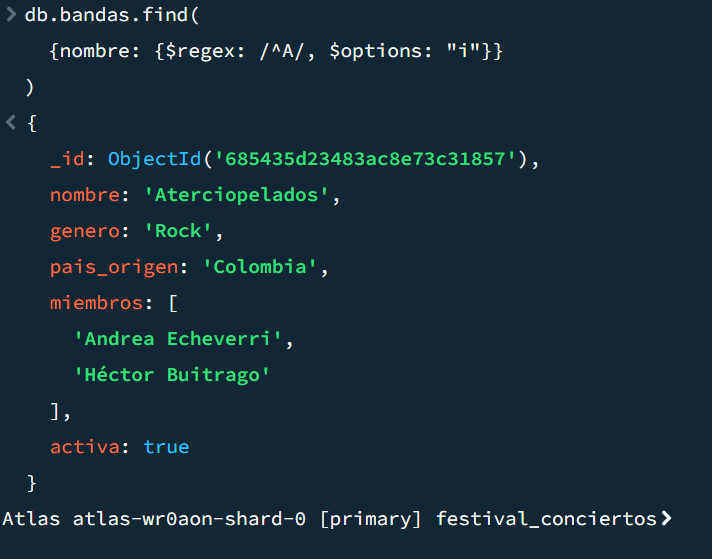 > db.bandas.find(
{nombre: {$regex: /^A/, $options: "i"}}
)
< {
_id: ObjectId('685435d23483ac8e73c31857'),
nombre: 'Aterciopelados',
genero: 'Rock',
pais_origen: 'Colombia',
miembros: [
'Andrea Echeverri',
'Héctor Buitrago'
],
activa: true
}
Atlas atlas-wr0aon-shard-0 [primary] festival_conciertos>